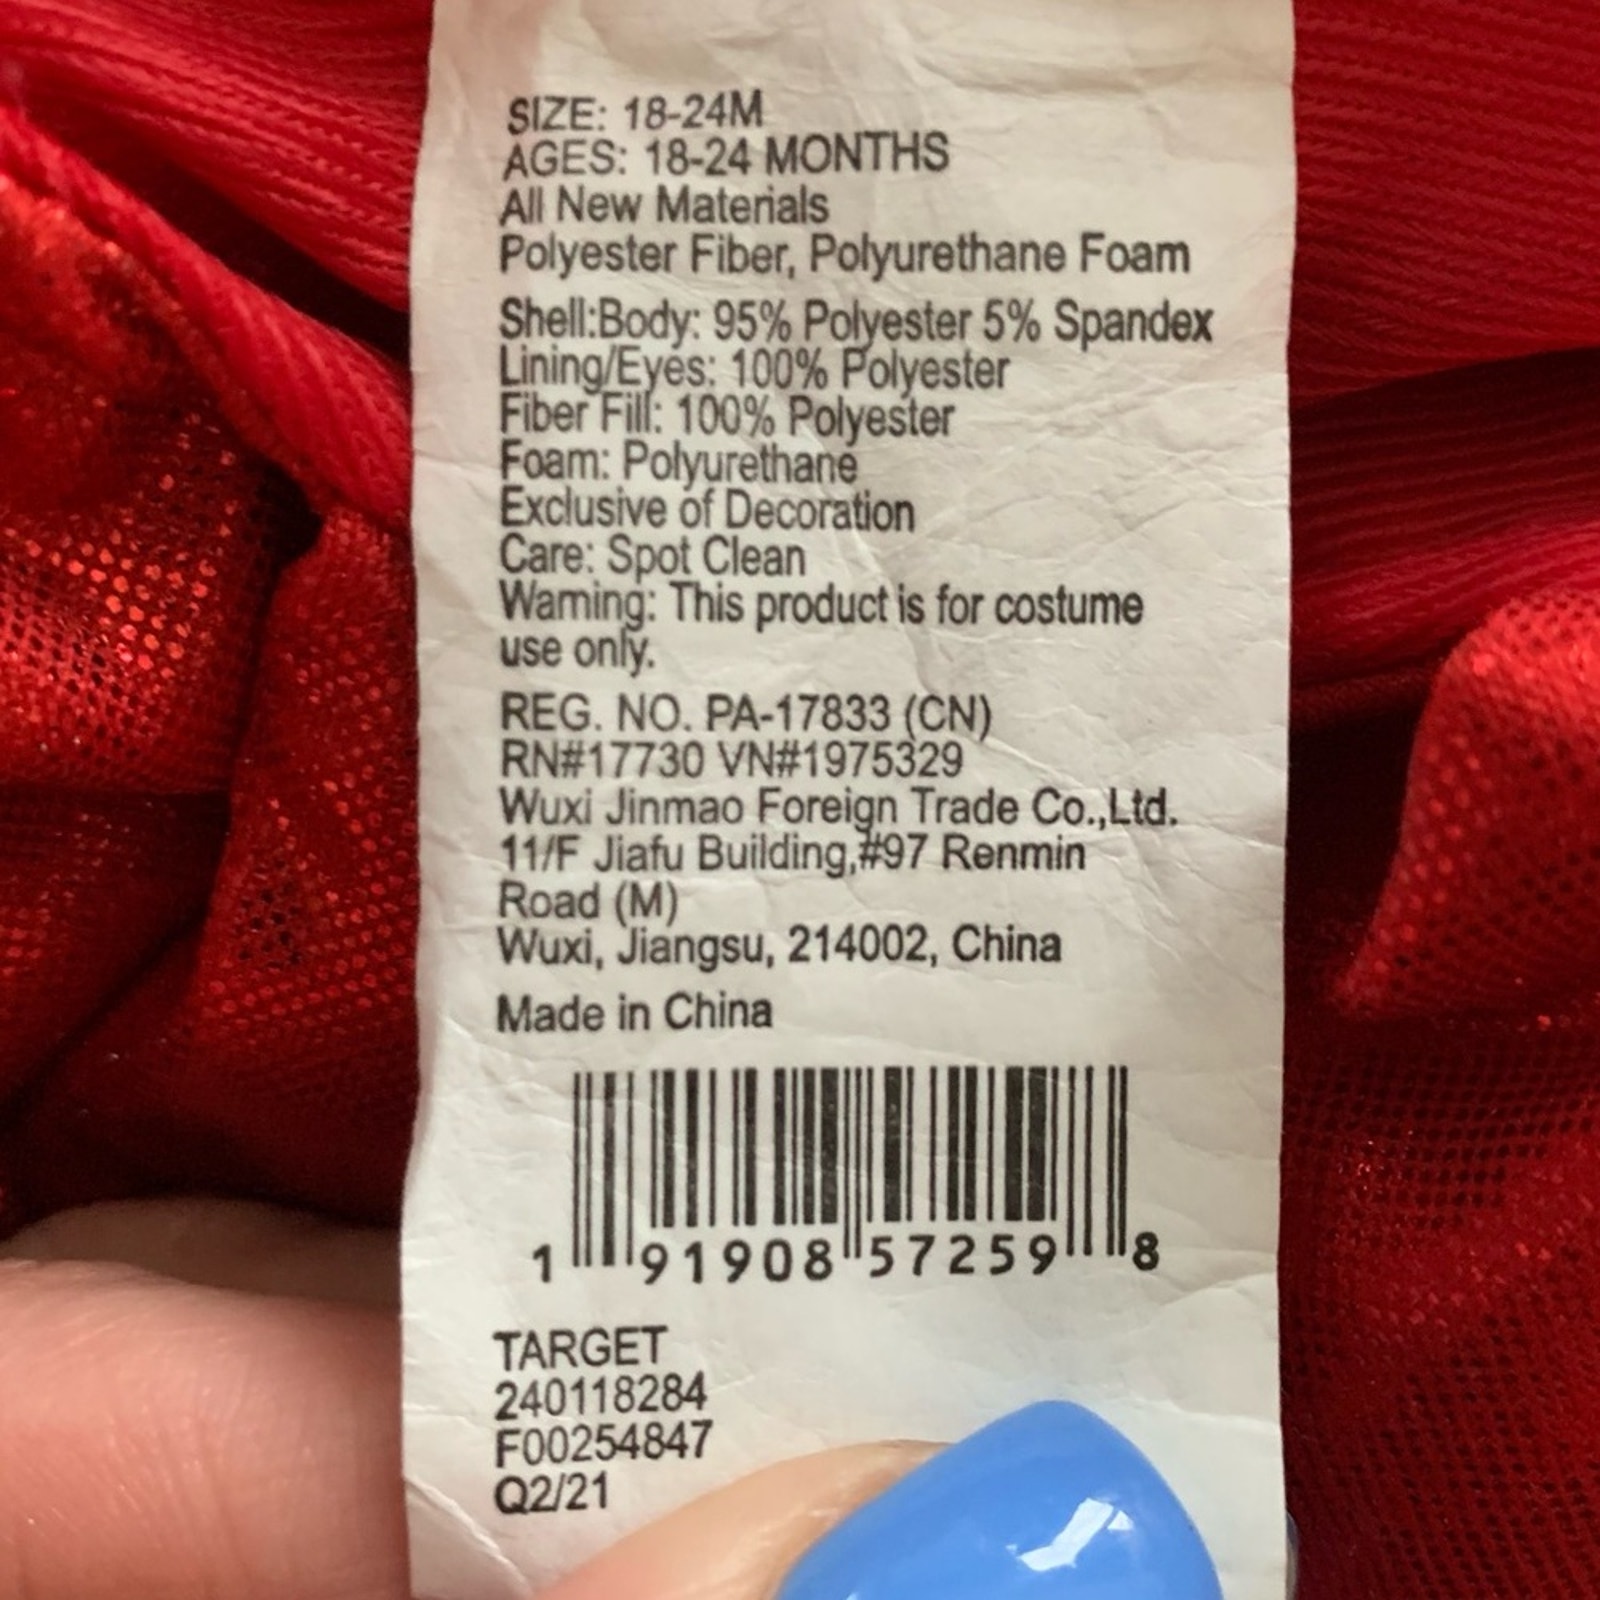 SIZE: 18-24M
AGES: 18-24 MONTHS
All New Materials
Polyester Fiber, Polyurethane Foam
Shell:Body: 95% Polyester 5% Spandex
Lining/Eyes: 100% Polyester
Fiber Fill: 100% Polyester
Foam: Polyurethane
Exclusive of Decoration
Care: Spot Clean
Warning: This product is for costume
use only.
REG. NO. PA-17833 (CN)
RN#17730 VN#1975329
Wuxi Jinmao Foreign Trade Co.,Ltd.
11/F Jiafu Building,#97 Renmin
Road (M)
Wuxi, Jiangsu, 214002, China
Made in China
1 91908 57259 8
TARGET
240118284
F00254847
Q2/21